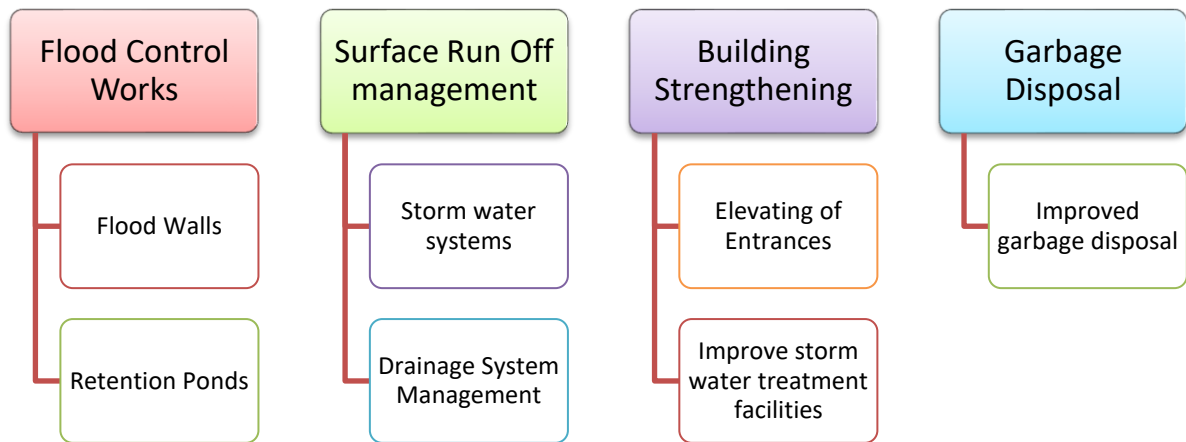 Flood Control
Works
Surface Run Off
management
Building
Strengthening
Garbage
Disposal
Flood Walls
Storm water
systems
Elevating of
Entrances
Improved
garbage disposal
Retention Ponds
Drainage System
Management
Improve storm
water treatment
facilities